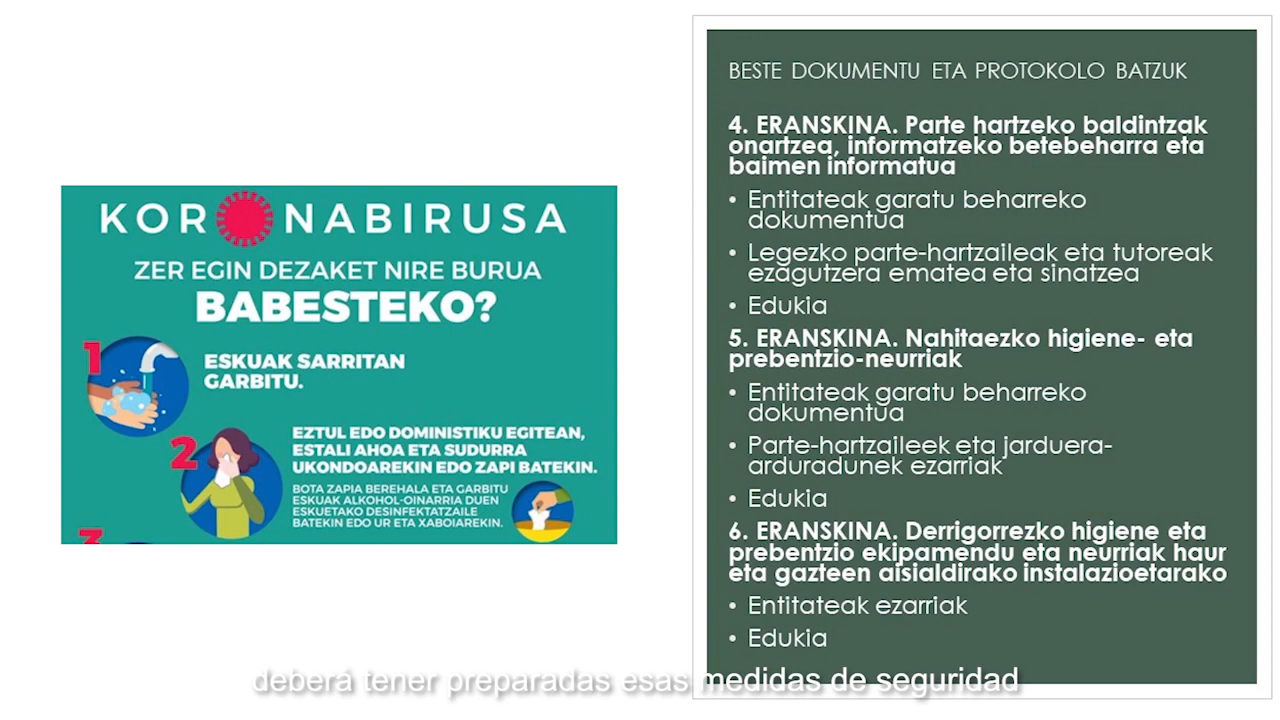 KORONABIRUSA
ZER EGIN DEZAKET NIRE BURUA
BABESTEKO?
1
ESKUAK SARRITAN
GARBITU.
2
EZTUL EDO DOMINISTIKU EGITEAN,
ESTALI AHOA ETA SUDURRA
UKONDOAREKIN EDO ZAPI BATEKIN.
BOTA ZAPIA BEREHALA ETA GARBITU
ESKUAK ALKOHOL-OINARRIA DUEN
ESKUETAKO DESINFEKTATZAILE
BATEKIN EDO UR ETA XABOIAREKIN.
3
BESTE DOKUMENTU ETA PROTOKOLO BATZUK
4. ERANSKINA. Parte hartzeko baldintzak
onartzea, informatzeko betebeharra eta
baimen informatua
• Entitateak garatu beharreko
dokumentua
• Legezko parte-hartzaileak eta tutoreak
ezagutzera ematea eta sinatzea
• Edukia
5. ERANSKINA. Nahitaezko higiene- eta
prebentzio-neurriak
• Entitateak garatu beharreko
dokumentua
• Parte-hartzaileek eta jarduera-
arduradunek ezarriak
• Edukia
6. ERANSKINA. Derrigorrezko higiene eta
prebentzio ekipamendu eta neurriak haur
eta gazteen aisialdirako instalazioetarako
• Entitateak ezarriak
• Edukia
deberá tener preparadas esas medidas de seguridad